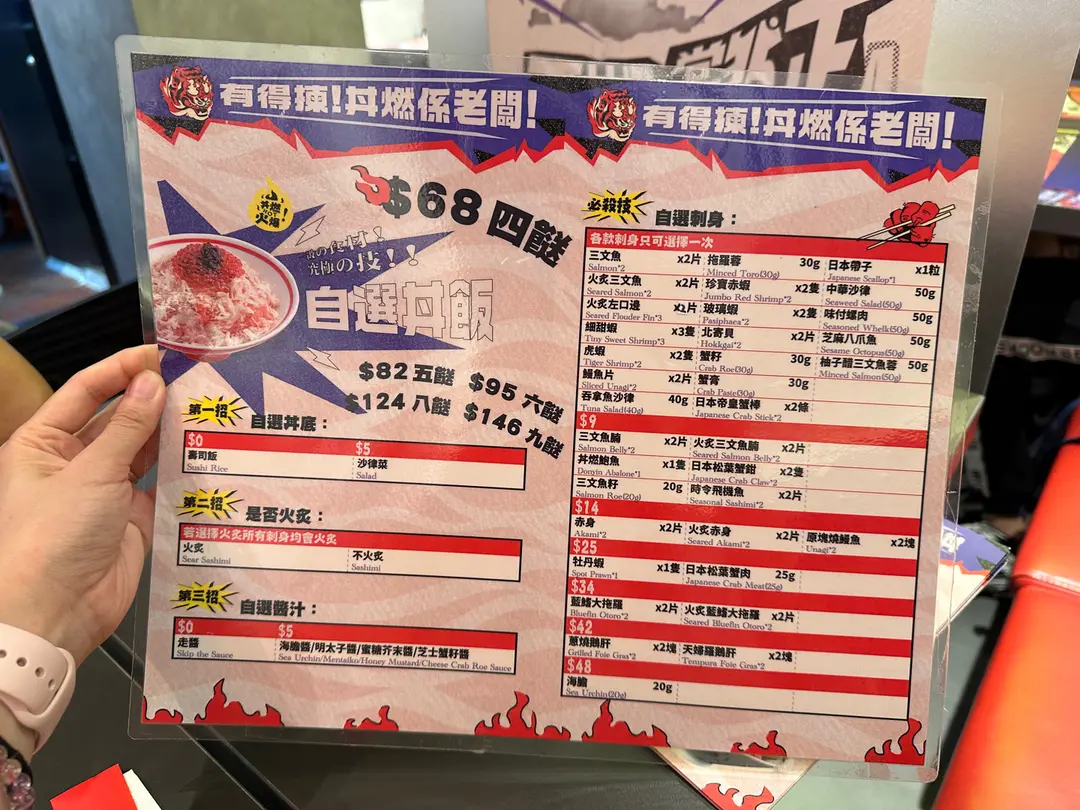 有得揀!丼燃係老闆!
有得揀!丼燃係老闆!
丼燃
火爆!
$68 四餸
究極の技!!
自選丼飯
$82 五餸 $95 六餸
$124 八餸 $146 九餸
第一招 自選丼底：
$0 $5
壽司飯 沙律菜
Sushi Rice Salad
第二招 是否火炙：
若選擇火炙所有刺身均會火炙
火炙 不火炙
Sear Sashimi Sashimi
第三招 自選醬汁：
$0 $5
走醬 海膽醬/明太子醬/蜜糖芥末醬/芝士蟹籽醬
Skip the Sauce Sea Urchin/Mentaiko/Honey Mustard/Cheese Crab Roe Sauce
必殺技 自選刺身：
各款刺身只可選擇一次
三文魚 x2片 拖羅蓉 30g 日本帶子 x1粒
Salmon*2 Minced Toro(30g) Japanese Scallop*1
火炙三文魚 x2片 珍寶赤蝦 x2隻 中華沙律 50g
Seared Salmon*2 Jumbo Red Shrimp*2 Seaweed Salad(50g)
火炙左口邊 x1片 玻璃蝦 x2隻 味付螺肉 50g
Seared Flouder Fin*3 Pasiphaea*2 Seasoned Whelk(50g)
細甜蝦 x3隻 北寄貝 x2片 芝麻八爪魚 50g
Tiny Sweet Shrimp*3 Hokkgai*2 Sesame Octopus(50g)
虎蝦 x2隻 蟹籽 30g 柚子醋三文魚蓉 50g
Tiger Shrimp*2 Crab Roe(30g) Minced Salmon(50g)
鰻魚片 x2片 蟹膏 30g
Sliced Unagi*2 Crab Paste(30g)
吞拿魚沙律 40g 日本帝皇蟹棒 x2條
Tuna Salad(40g) Japanese Crab Stick*2
$9
三文魚腩 x2片 火炙三文魚腩 x2片
Salmon Belly*2 Seared Salmon Belly*2
丼燃鮑魚 x1隻 日本松葉蟹鉗 x2隻
Donyin Abalone*1 Japanese Crab Claw*2
三文魚籽 20g 時令飛機魚 x2片
Salmon Roe(20g) Seasonal Sashimi*2
$14
赤身 x2片 火炙赤身 x2片 原塊燒鰻魚 x2塊
Akami*2 Seared Akami*2 Unagi*2
$25
牡丹蝦 x1隻 日本松葉蟹肉 25g
Spot Prawn*1 Japanese Crab Meat(25g)
$34
藍鰭大拖羅 x2片 火炙藍鰭大拖羅 x2片
Bluefin Otoro*2 Seared Bluefin Otoro*2
$42
蔥燒鵝肝 x2塊 天婦羅鵝肝 x2塊
Grilled Foie Gras*2 Tempura Foie Gras*2
$48
海膽 20g
Sea Urchin(20g)